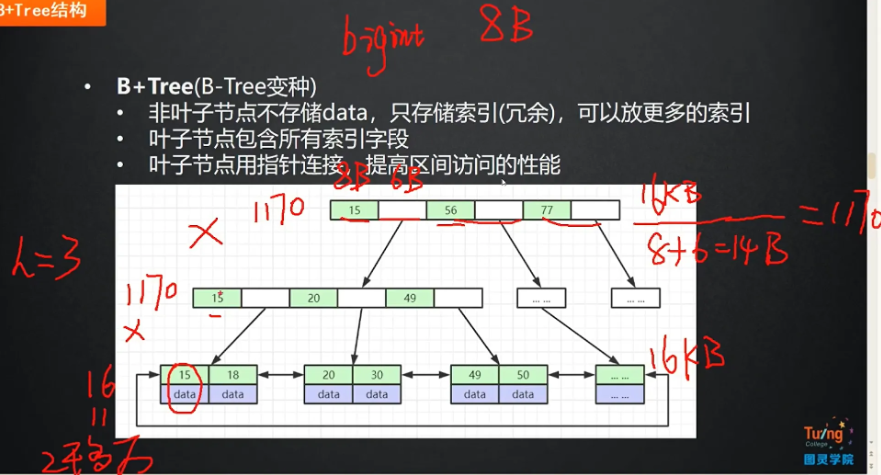 B+Tree结构
bigint 8B
• B+Tree(B-Tree变种)
• 非叶子节点不存储data，只存储索引(冗余)，可以放更多的索引
• 叶子节点包含所有索引字段
• 叶子节点用指针连接，提高区间访问的性能
8B 6B
1170 15 56 77
16KB
8+6=14B
=1170
X
h=3
1170 15 20 49 ... ... ... ...
X
16KB
15 18 20 30 49 50 ... ...
data data data data data data ... ...
16
11
2千多万
Turing
College
图灵学院